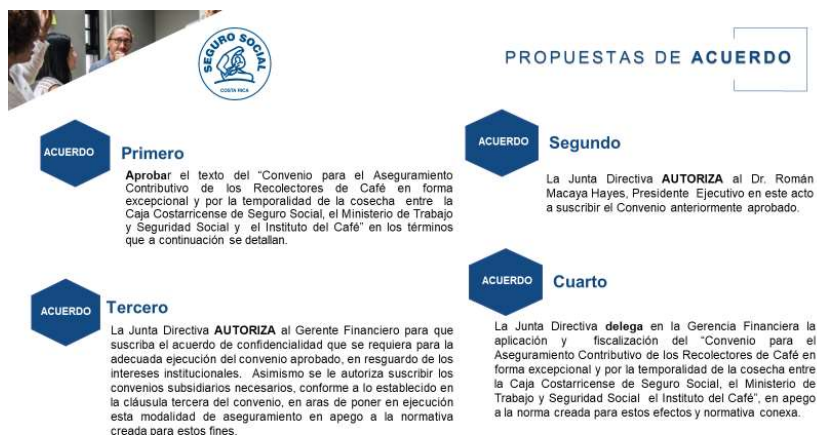 SEGURO SOCIAL
COSTA RICA
PROPUESTAS DE ACUERDO
ACUERDO
Primero
Aprobar el texto del “Convenio para el Aseguramiento
Contributivo de los Recolectores de Café en forma
excepcional y por la temporalidad de la cosecha entre la
Caja Costarricense de Seguro Social, el Ministerio de Trabajo
y Seguridad Social y el Instituto del Café” en los términos
que a continuación se detallan.
ACUERDO
Segundo
La Junta Directiva AUTORIZA al Dr. Román
Macaya Hayes, Presidente Ejecutivo en este acto
a suscribir el Convenio anteriormente aprobado.
ACUERDO
Tercero
La Junta Directiva AUTORIZA al Gerente Financiero para que
suscriba el acuerdo de confidencialidad que se requiera para la
adecuada ejecución del convenio aprobado, en resguardo de los
intereses institucionales. Asimismo se le autoriza suscribir los
convenios subsidiarios necesarios, conforme a lo establecido en
la cláusula tercera del convenio, en aras de poner en ejecución
esta modalidad de aseguramiento en apego a la normativa
creada para estos fines.
ACUERDO
Cuarto
La Junta Directiva delega en la Gerencia Financiera la
aplicación y fiscalización del “Convenio para el
Aseguramiento Contributivo de los Recolectores de Café en
forma excepcional y por la temporalidad de la cosecha entre
la Caja Costarricense de Seguro Social, el Ministerio de
Trabajo y Seguridad Social el Instituto del Café”, en apego
a la norma creada para estos efectos y normativa conexa.